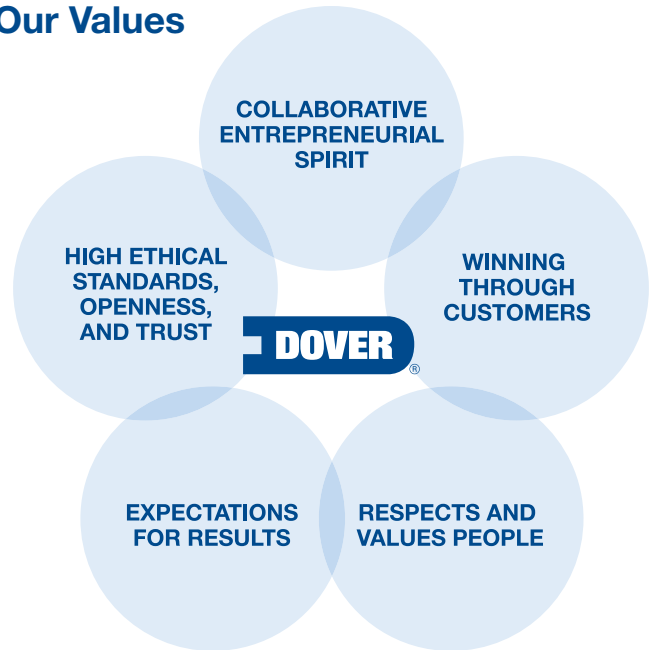 Our Values
COLLABORATIVE
ENTREPRENEURIAL
SPIRIT
HIGH ETHICAL
STANDARDS,
OPENNESS,
AND TRUST
WINNING
THROUGH
CUSTOMERS
DOVER
®
EXPECTATIONS
FOR RESULTS
RESPECTS AND
VALUES PEOPLE